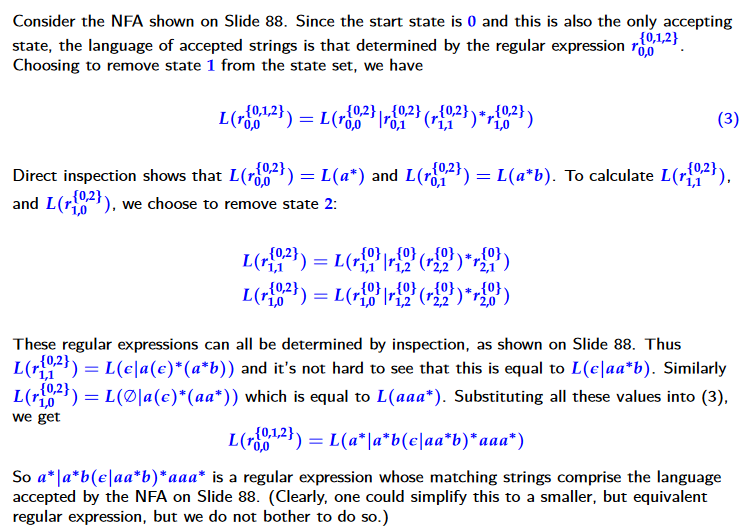 Consider the NFA shown on Slide 88. Since the start state is 0 and this is also the only accepting
state, the language of accepted strings is that determined by the regular expression r_{0,0}^{{0,1,2}}.
Choosing to remove state 1 from the state set, we have
L(r_{0,0}^{{0,1,2}}) = L(r_{0,0}^{{0,2}}|r_{0,1}^{{0,2}}(r_{1,1}^{{0,2}})*r_{1,0}^{{0,2}}) (3)
Direct inspection shows that L(r_{0,0}^{{0,2}}) = L(a*) and L(r_{0,1}^{{0,2}}) = L(a*b). To calculate L(r_{1,1}^{{0,2}}),
and L(r_{1,0}^{{0,2}}), we choose to remove state 2:
L(r_{1,1}^{{0,2}}) = L(r_{1,1}^{{0}}|r_{1,2}^{{0}}(r_{2,2}^{{0}})*r_{2,1}^{{0}})
L(r_{1,0}^{{0,2}}) = L(r_{1,0}^{{0}}|r_{1,2}^{{0}}(r_{2,2}^{{0}})*r_{2,0}^{{0}})
These regular expressions can all be determined by inspection, as shown on Slide 88. Thus
L(r_{1,1}^{{0,2}}) = L(ϵ|a(ϵ)*(a*b)) and it's not hard to see that this is equal to L(ϵ|aa*b). Similarly
L(r_{1,0}^{{0,2}}) = L(∅|a(ϵ)*(aa*)) which is equal to L(aaa*). Substituting all these values into (3),
we get
L(r_{0,0}^{{0,1,2}}) = L(a*|a*b(ϵ|aa*b)*aaa*)
So a*|a*b(ϵ|aa*b)*aaa* is a regular expression whose matching strings comprise the language
accepted by the NFA on Slide 88. (Clearly, one could simplify this to a smaller, but equivalent
regular expression, but we do not bother to do so.)